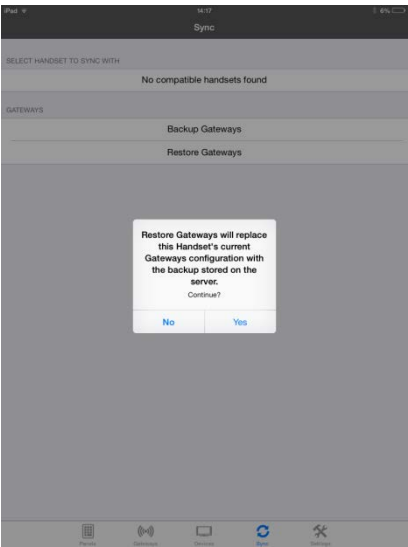 iPad
14:17
6%
Sync
SELECT HANDSET TO SYNC WITH
No compatible handsets found
GATEWAYS
Backup Gateways
Restore Gateways
Restore Gateways will replace
this Handset's current
Gateways configuration with
the backup stored on the
server.
Continue?
No Yes
Panels Gateways Devices Sync Settings